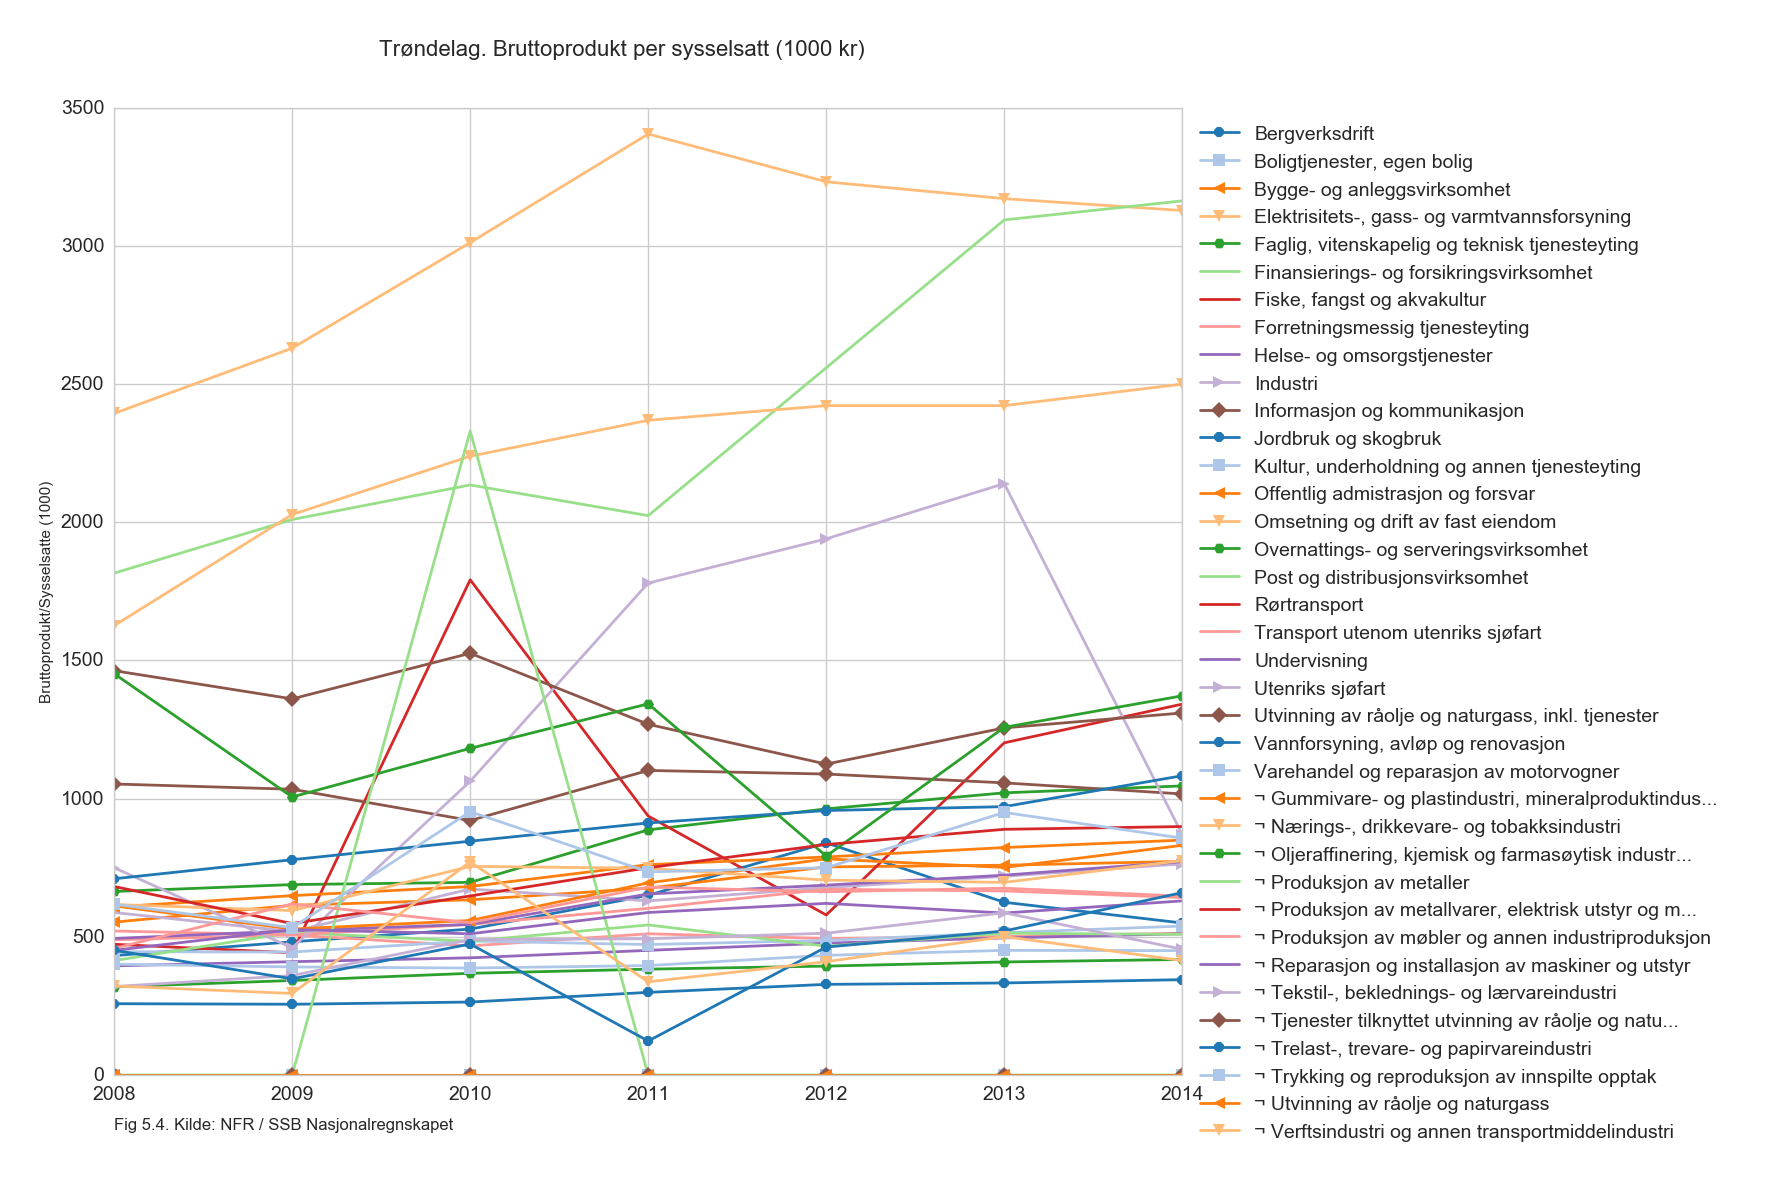 Trøndelag. Bruttoprodukt per sysselsatt (1000 kr)
3500
3000
2500
2000
1500
1000
500
0
Bruttoprodukt/Sysselsatte (1000)
2008 2009 2010 2011 2012 2013 2014
Fig 5.4. Kilde: NFR / SSB Nasjonalregnskapet
Bergverksdrift
Boligtjenester, egen bolig
Bygge- og anleggsvirksomhet
Elektrisitets-, gass- og varmtvannsforsyning
Faglig, vitenskapelig og teknisk tjenesteyting
Finansierings- og forsikringsvirksomhet
Fiske, fangst og akvakultur
Forretningsmessig tjenesteyting
Helse- og omsorgstjenester
Industri
Informasjon og kommunikasjon
Jordbruk og skogbruk
Kultur, underholdning og annen tjenesteyting
Offentlig admistrasjon og forsvar
Omsetning og drift av fast eiendom
Overnattings- og serveringsvirksomhet
Post og distribusjonsvirksomhet
Rørtransport
Transport utenom utenriks sjøfart
Undervisning
Utenriks sjøfart
Utvinning av råolje og naturgass, inkl. tjenester
Vannforsyning, avløp og renovasjon
Varehandel og reparasjon av motorvogner
¬ Gummivare- og plastindustri, mineralproduktindus...
¬ Nærings-, drikkevare- og tobakksindustri
¬ Oljeraffinering, kjemisk og farmasøytisk industr...
¬ Produksjon av metaller
¬ Produksjon av metallvarer, elektrisk utstyr og m...
¬ Produksjon av møbler og annen industriproduksjon
¬ Reparasjon og installasjon av maskiner og utstyr
¬ Tekstil-, beklednings- og lærvareindustri
¬ Tjenester tilknyttet utvinning av råolje og natu...
¬ Trelast-, trevare- og papirvareindustri
¬ Trykking og reproduksjon av innspilte opptak
¬ Utvinning av råolje og naturgass
¬ Verftsindustri og annen transportmiddelindustri